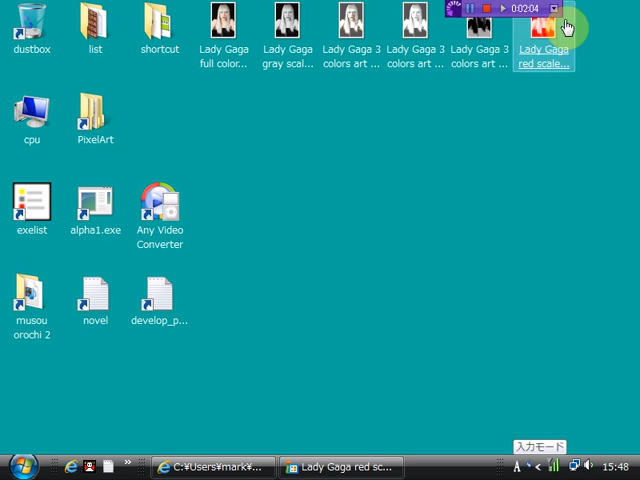 0:02:04
dustbox
list
shortcut
Lady Gaga
full color...
Lady Gaga
gray scal...
Lady Gaga 3
colors art ...
Lady Gaga 3
colors art ...
Lady Gaga 3
colors art ...
Lady Gaga
red scale...
cpu
PixelArt
exelist
alpha1.exe
Any Video
Converter
musou
orochi 2
novel
develop_p...
入力モード
C:¥Users¥mark¥...
Lady Gaga red sc...
A
15:48